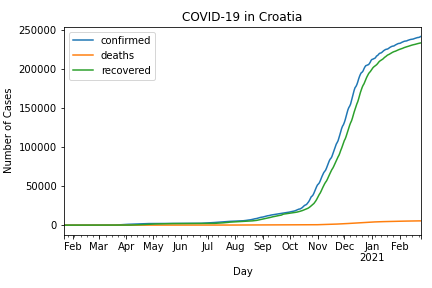 COVID-19 in Croatia
250000
200000
150000
100000
50000
0
Number of Cases
confirmed
deaths
recovered
Feb Mar Apr May Jun Jul Aug Sep Oct Nov Dec Jan Feb
2021
Day